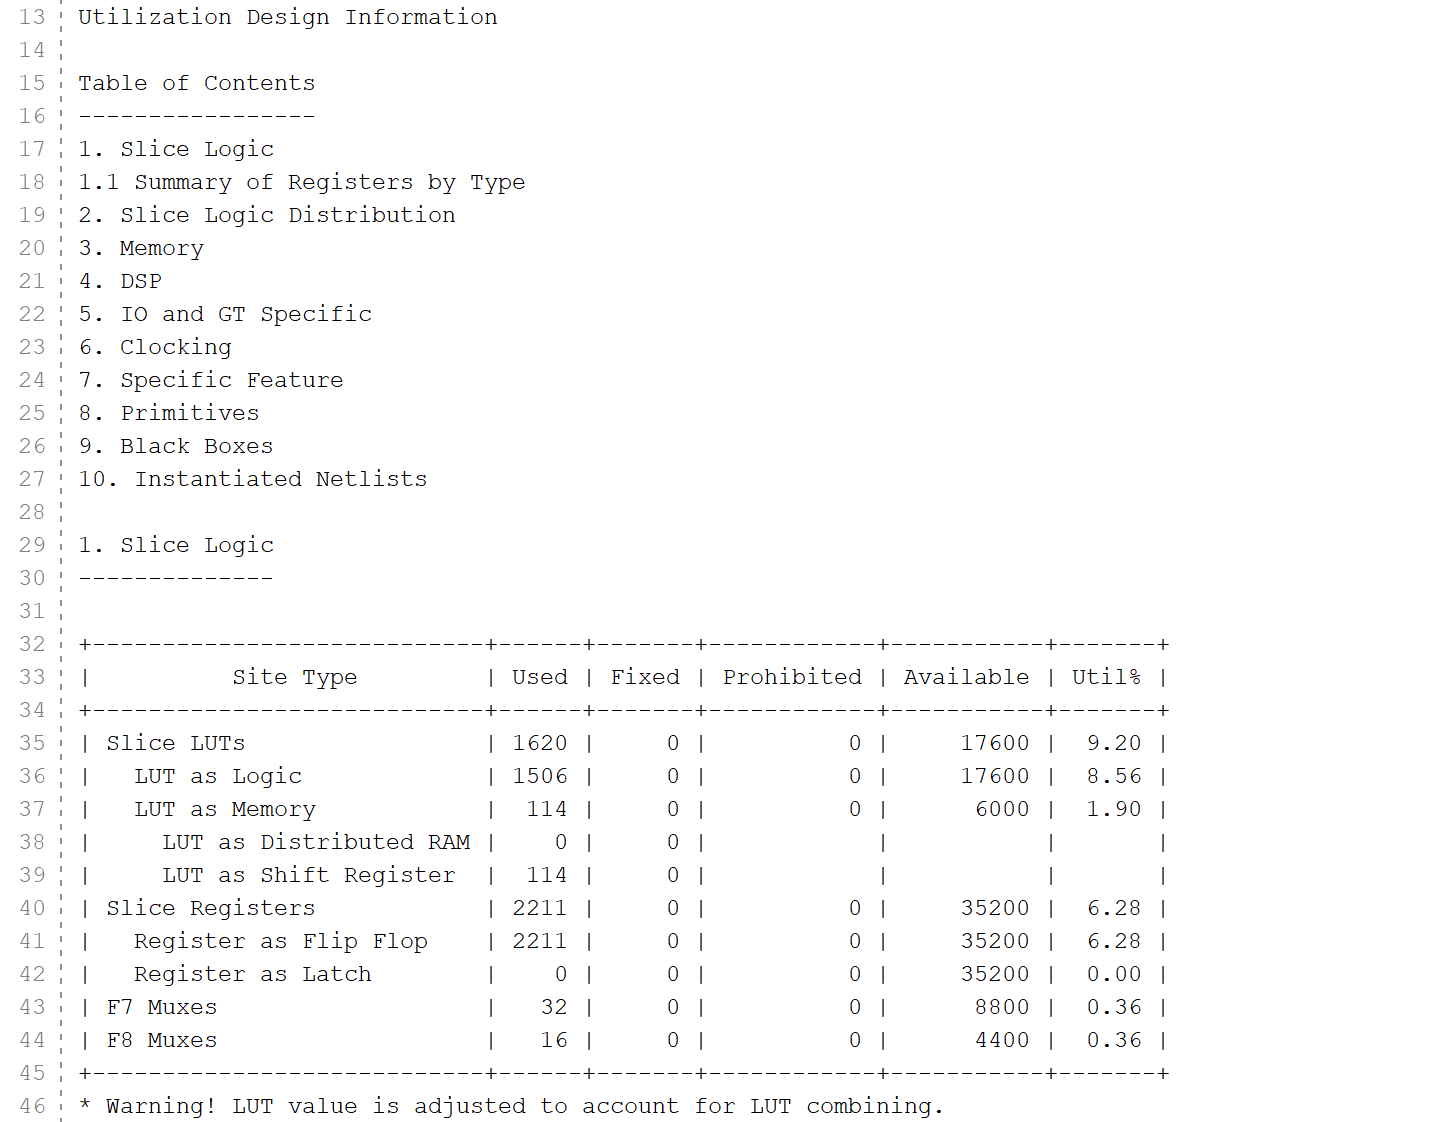 13 Utilization Design Information
14
15 Table of Contents
16 -----------------
17 1. Slice Logic
18 1.1 Summary of Registers by Type
19 2. Slice Logic Distribution
20 3. Memory
21 4. DSP
22 5. IO and GT Specific
23 6. Clocking
24 7. Specific Feature
25 8. Primitives
26 9. Black Boxes
27 10. Instantiated Netlists
28
29 1. Slice Logic
30 --------------
31
32 +----------------------------+------+-------+------------+-----------+-------+
33 |          Site Type         | Used | Fixed | Prohibited | Available | Util% |
34 +----------------------------+------+-------+------------+-----------+-------+
35 | Slice LUTs                 | 1620 |     0 |          0 |     17600 |  9.20 |
36 |   LUT as Logic             | 1506 |     0 |          0 |     17600 |  8.56 |
37 |   LUT as Memory            |  114 |     0 |          0 |      6000 |  1.90 |
38 |     LUT as Distributed RAM |    0 |     0 |            |           |       |
39 |     LUT as Shift Register  |  114 |     0 |            |           |       |
40 | Slice Registers            | 2211 |     0 |          0 |     35200 |  6.28 |
41 |   Register as Flip Flop    | 2211 |     0 |          0 |     35200 |  6.28 |
42 |   Register as Latch        |    0 |     0 |          0 |     35200 |  0.00 |
43 | F7 Muxes                   |   32 |     0 |          0 |      8800 |  0.36 |
44 | F8 Muxes                   |   16 |     0 |          0 |      4400 |  0.36 |
45 +----------------------------+------+-------+------------+-----------+-------+
46 * Warning! LUT value is adjusted to account for LUT combining.